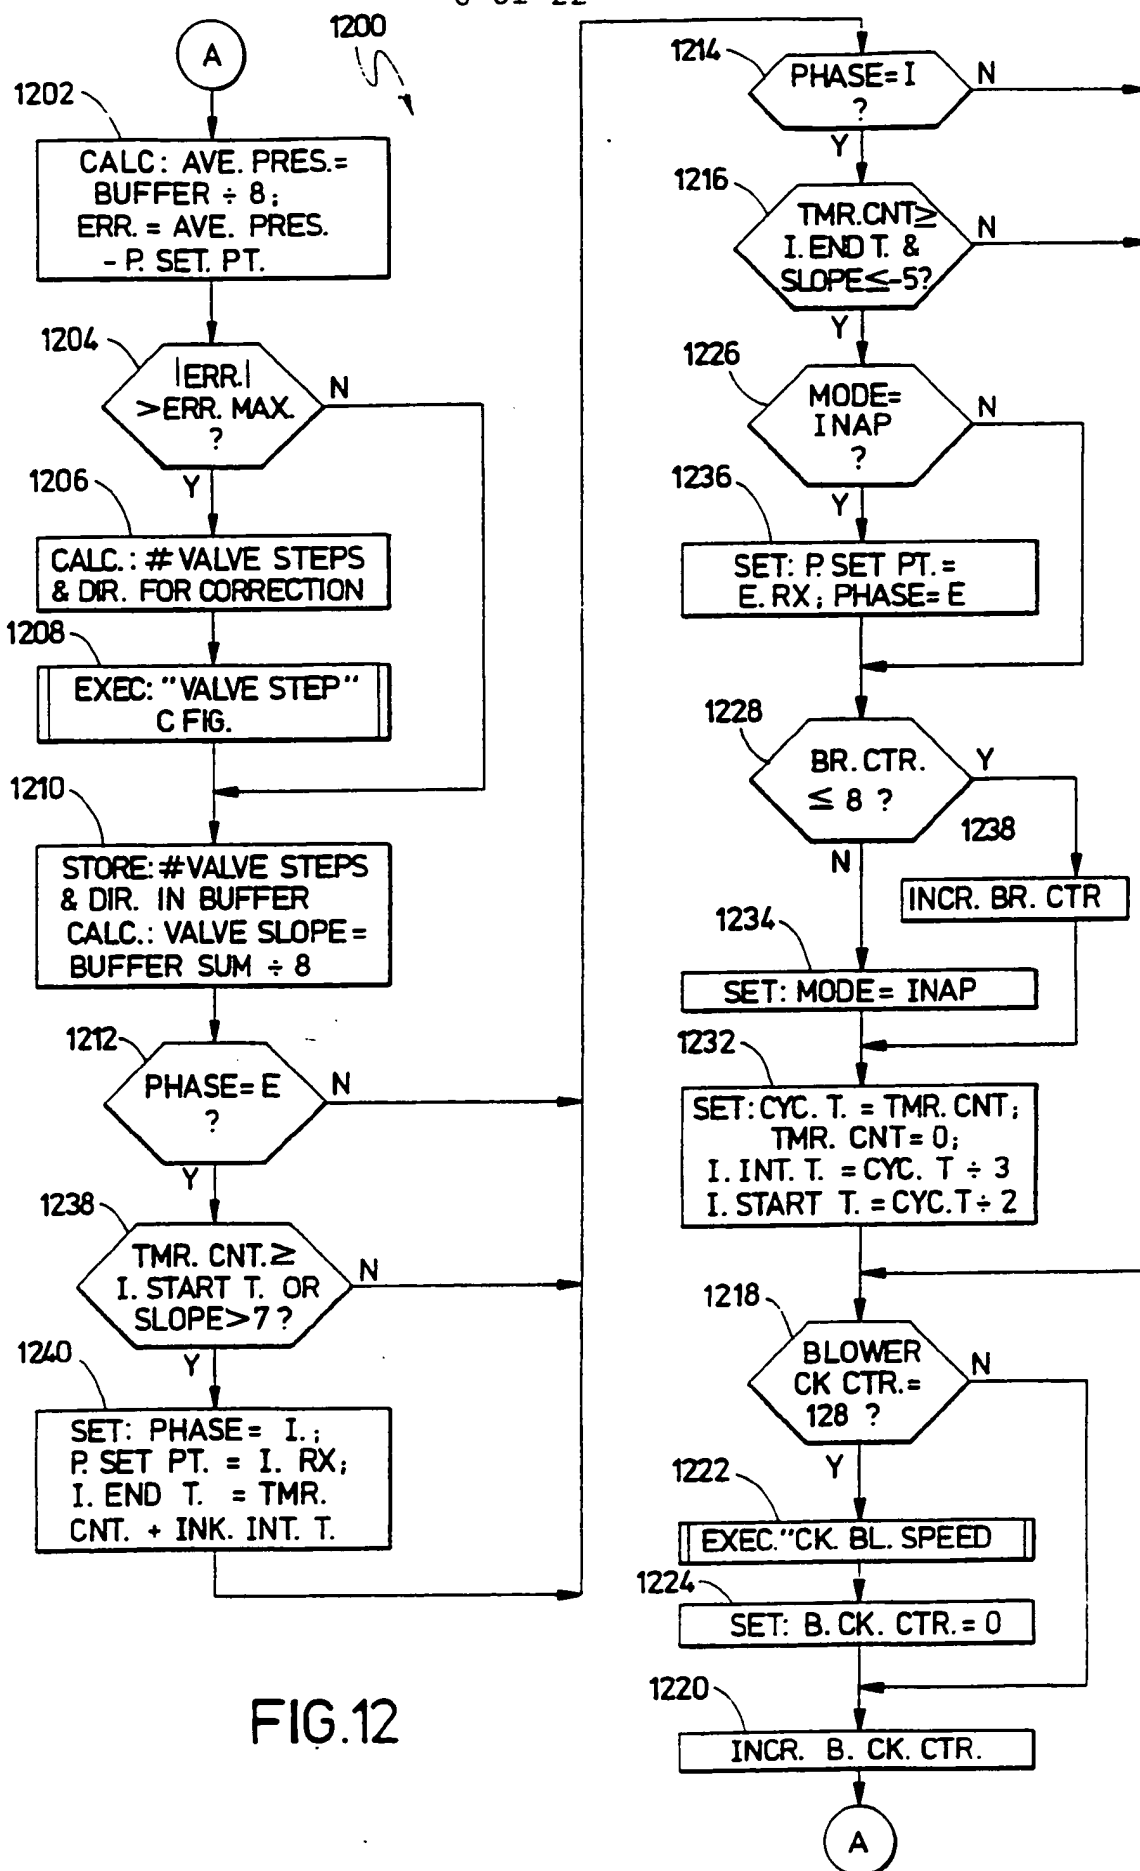 A
1200
1202
CALC: AVE. PRES.=
BUFFER ÷ 8;
ERR. = AVE. PRES.
- P. SET. PT.
1204
|ERR.|
>ERR. MAX.
?
N
Y
1206
CALC.: # VALVE STEPS
& DIR. FOR CORRECTION
1208
EXEC: "VALVE STEP"
C FIG.
1210
STORE: #VALVE STEPS
& DIR. IN BUFFER
CALC.: VALVE SLOPE=
BUFFER SUM ÷ 8
1212
PHASE= E
?
N
Y
1238
TMR. CNT.≥
I. START T. OR
SLOPE>7 ?
N
Y
1240
SET: PHASE= I.;
P. SET PT. = I. RX;
I. END T. = TMR.
CNT. + INK. INT. T.
1214
PHASE= I
?
N
Y
1216
TMR.CNT≥
I. END T. &
SLOPE≤-5?
N
Y
1226
MODE=
INAP
?
N
Y
1236
SET: P. SET PT.=
E. RX; PHASE= E
1228
BR. CTR.
≤ 8 ?
Y
N
1238
INCR. BR. CTR
1234
SET: MODE= INAP
1232
SET: CYC. T. = TMR. CNT;
TMR. CNT=0;
I. INT. T. = CYC. T ÷ 3
I. START T. = CYC.T÷ 2
1218
BLOWER
CK CTR.=
128 ?
N
Y
1222
EXEC."CK. BL. SPEED
1224
SET: B. CK. CTR.= 0
1220
INCR. B. CK. CTR.
A
FIG.12